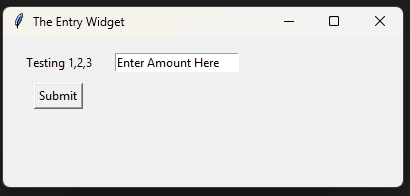 The Entry Widget
Testing 1,2,3 Enter Amount Here
Submit